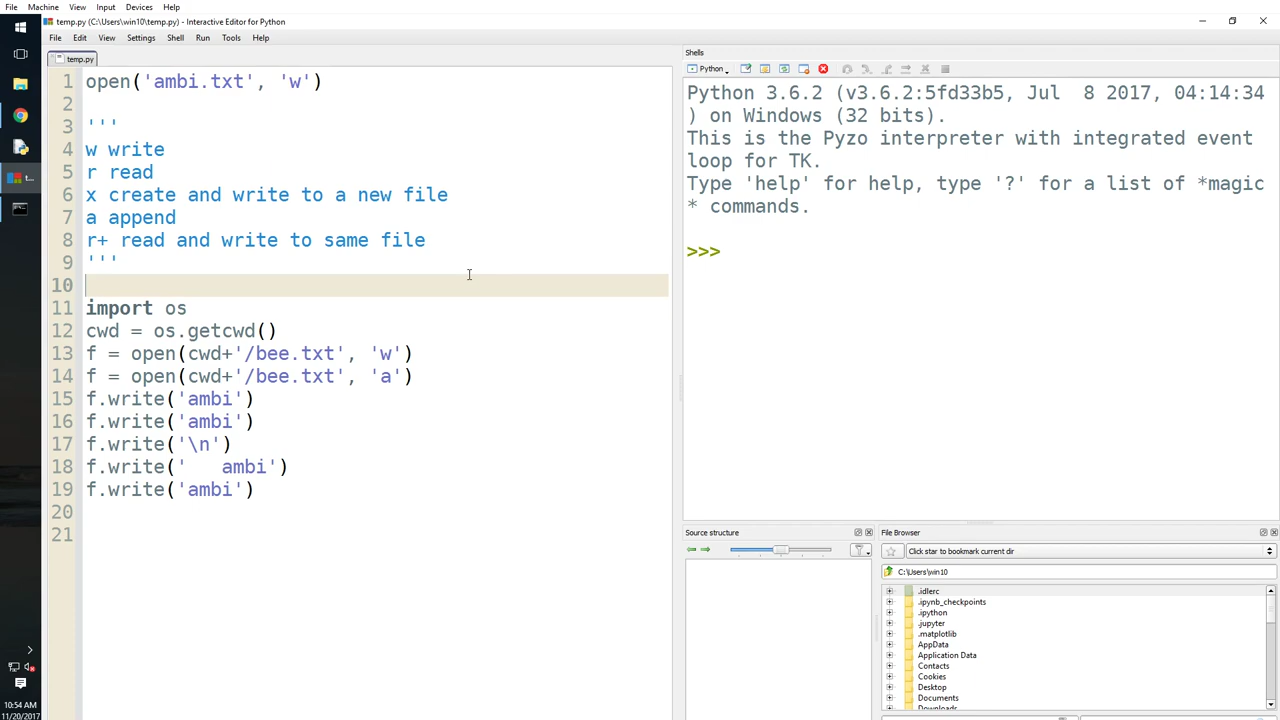 File Machine View Input Devices Help
temp.py (C:\Users\win10\temp.py) - Interactive Editor for Python
File Edit View Settings Shell Run Tools Help
temp.py
1 open('ambi.txt', 'w')
2
3 '''
4 w write
5 r read
6 x create and write to a new file
7 a append
8 r+ read and write to same file
9 '''
10
11 import os
12 cwd = os.getcwd()
13 f = open(cwd+'/bee.txt', 'w')
14 f = open(cwd+'/bee.txt', 'a')
15 f.write('ambi')
16 f.write('ambi')
17 f.write('\n')
18 f.write('   ambi')
19 f.write('ambi')
20
21
Shells
Python
Python 3.6.2 (v3.6.2:5fd33b5, Jul  8 2017, 04:14:34
) on Windows (32 bits).
This is the Pyzo interpreter with integrated event
loop for TK.
Type 'help' for help, type '?' for a list of *magic
* commands.
>>>
Source structure
File Browser
Click star to bookmark current dir
C:\Users\win10
.idlerc
.ipynb_checkpoints
.ipython
.jupyter
.matplotlib
AppData
Application Data
Contacts
Cookies
Desktop
Documents
Downloads
10:54 AM
11/20/2017